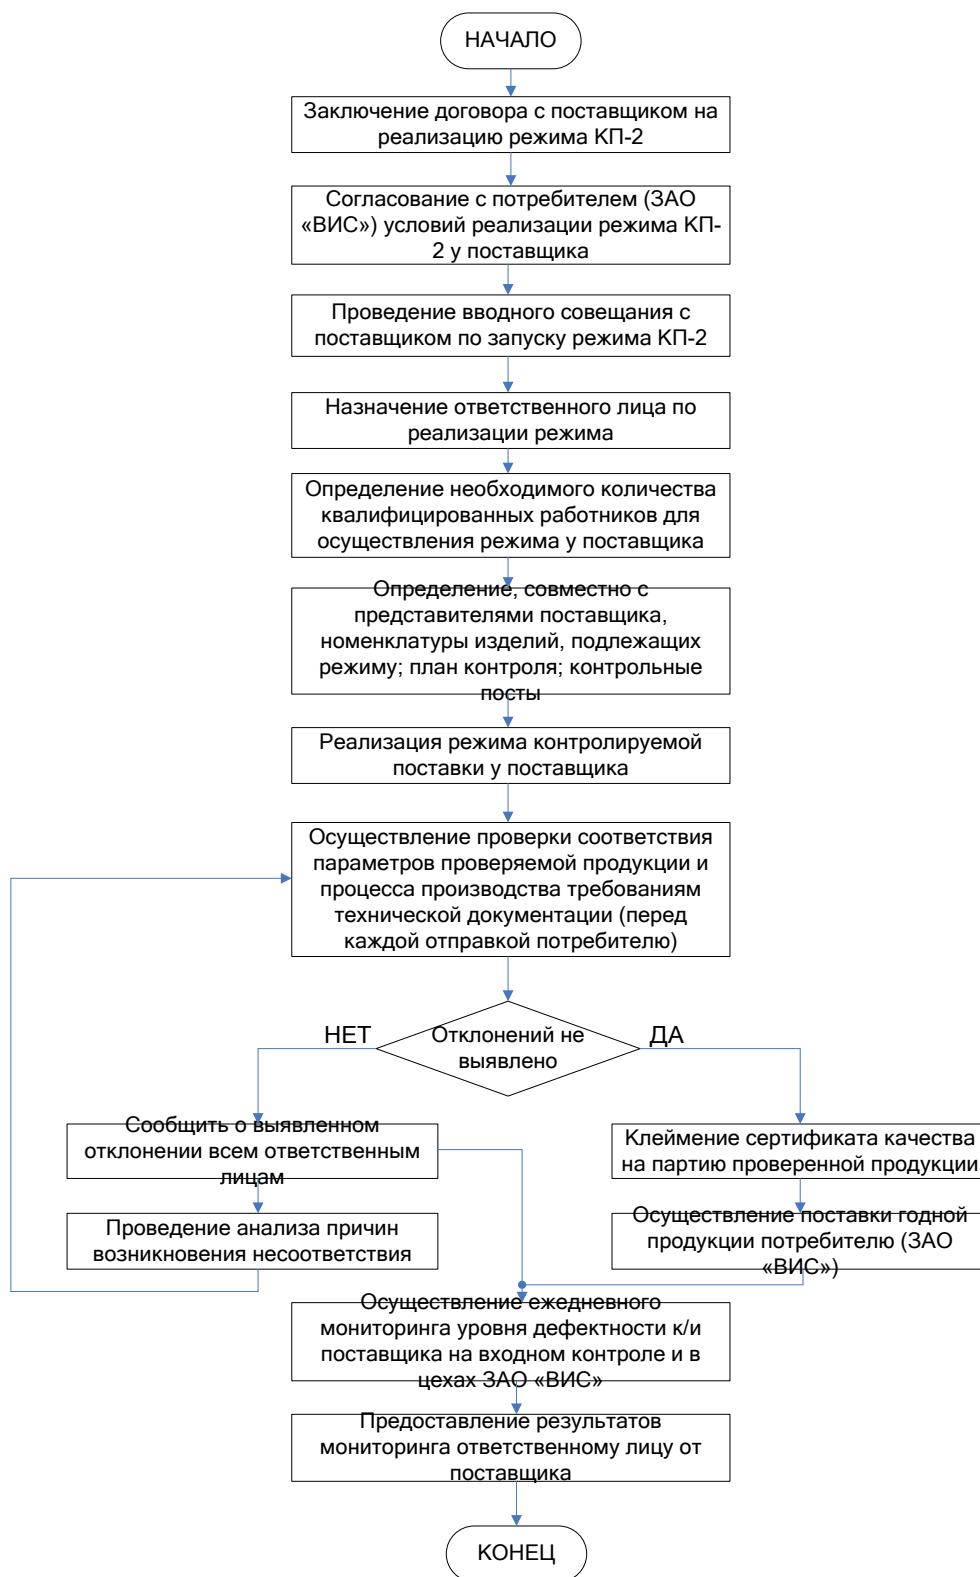 НАЧАЛО
Заключение договора с поставщиком на
реализацию режима КП-2
Согласование с потребителем (ЗАО
«ВИС») условий реализации режима КП-
2 у поставщика
Проведение вводного совещания с
поставщиком по запуску режима КП-2
Назначение ответственного лица по
реализации режима
Определение необходимого количества
квалифицированных работников для
осуществления режима у поставщика
Определение, совместно с
представителями поставщика,
номенклатуры изделий, подлежащих
режиму; план контроля; контрольные
посты
Реализация режима контролируемой
поставки у поставщика
Осуществление проверки соответствия
параметров проверяемой продукции и
процесса производства требованиям
технической документации (перед
каждой отправкой потребителю)
НЕТ
Отклонений не
выявлено
ДА
Сообщить о выявленном
отклонении всем ответственным
лицам
Клеймение сертификата качества
на партию проверенной продукции
Проведение анализа причин
возникновения несоответствия
Осуществление поставки годной
продукции потребителю (ЗАО
«ВИС»)
Осуществление ежедневного
мониторинга уровня дефектности к/и
поставщика на входном контроле и в
цехах ЗАО «ВИС»
Предоставление результатов
мониторинга ответственному лицу от
поставщика
КОНЕЦ